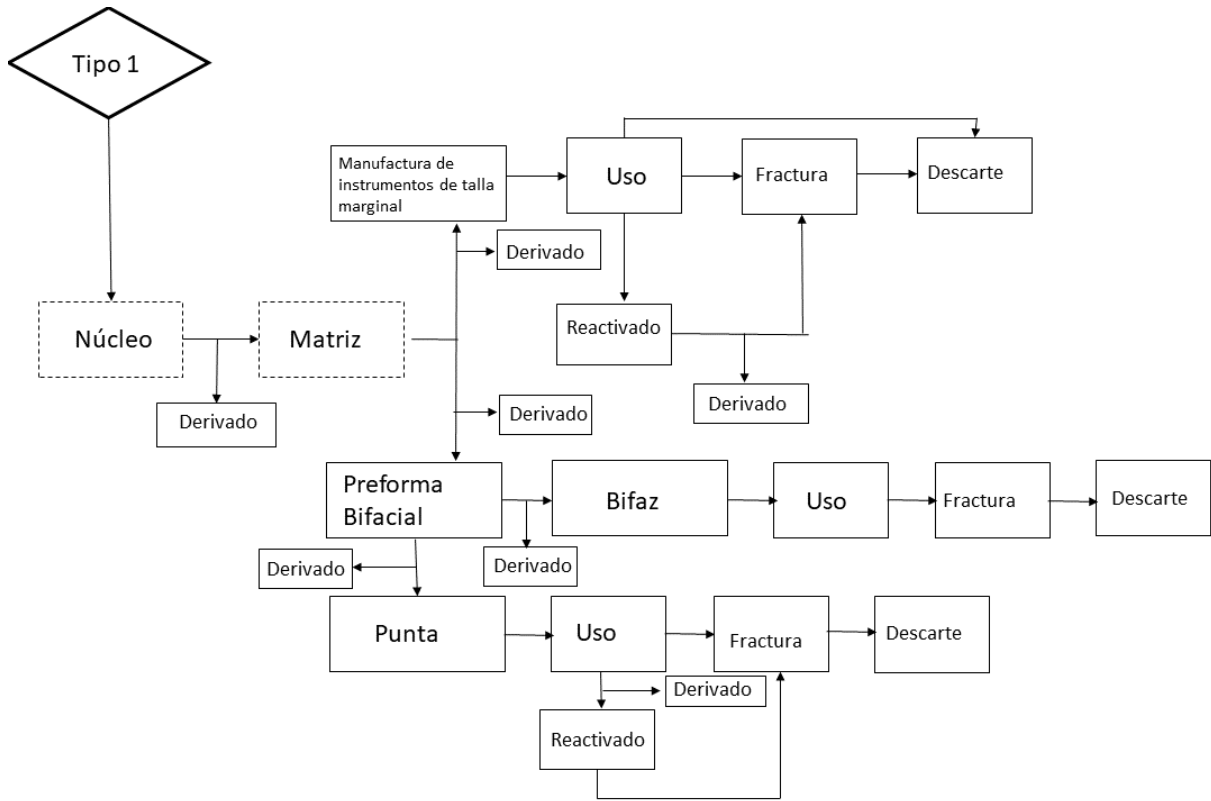 Tipo 1
Manufactura de
instrumentos de talla
marginal
Uso
Fractura
Descarte
Derivado
Núcleo
Matriz
Reactivado
Derivado
Derivado
Derivado
Preforma
Bifacial
Bifaz
Uso
Fractura
Descarte
Derivado
Derivado
Punta
Uso
Fractura
Descarte
Derivado
Reactivado